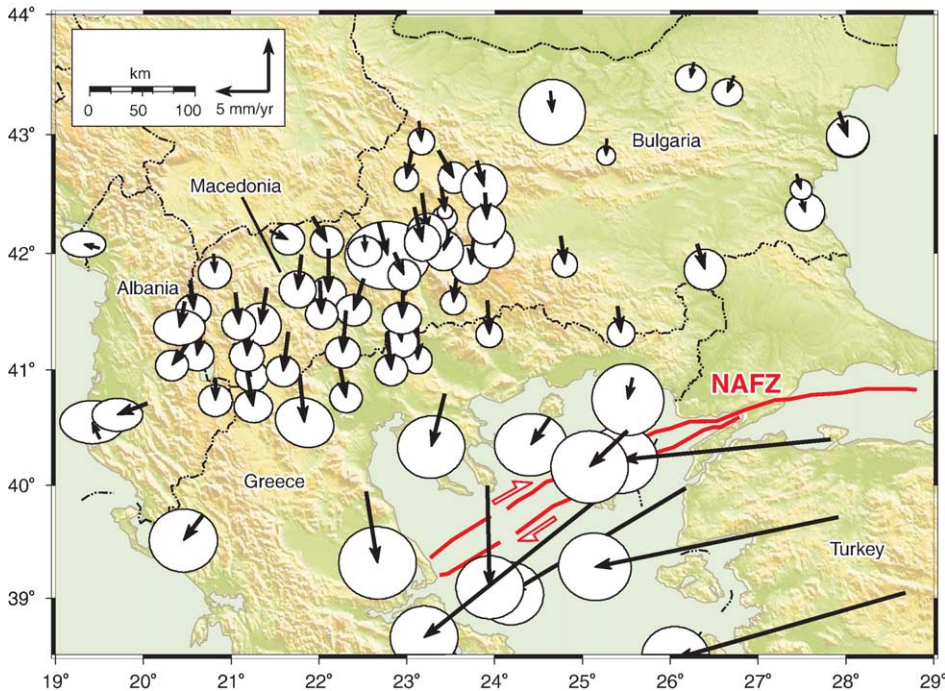 44°
43°
42°
41°
40°
39°
km
0 50 100
5 mm/yr
Bulgaria
Macedonia
Albania
NAFZ
Greece
Turkey
19° 20° 21° 22° 23° 24° 25° 26° 27° 28° 29°